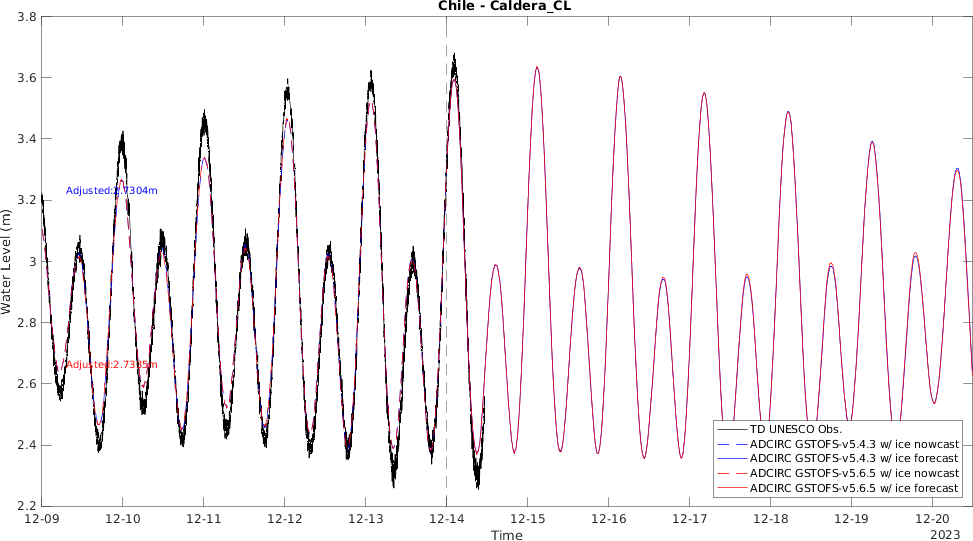 Chile - Caldera_CL
3.8
3.6
3.4
3.2
3
2.8
2.6
2.4
2.2
Water Level (m)
Adjusted:2.7304m
Adjusted:2.7305m
TD UNESCO Obs.
ADCIRC GSTOFS-v5.4.3 w/ ice nowcast
ADCIRC GSTOFS-v5.4.3 w/ ice forecast
ADCIRC GSTOFS-v5.6.5 w/ ice nowcast
ADCIRC GSTOFS-v5.6.5 w/ ice forecast
12-09 12-10 12-11 12-12 12-13 12-14 12-15 12-16 12-17 12-18 12-19 12-20
Time
2023